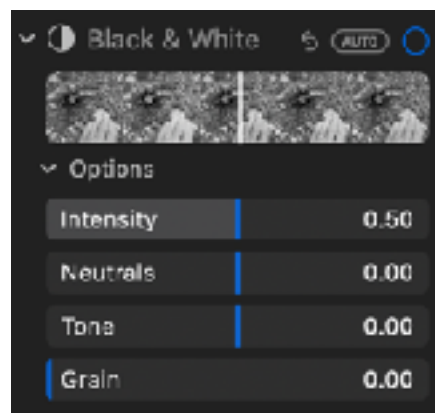 Black & White AUTO
Options
Intensity 0.50
Neutrals 0.00
Tone 0.00
Grain 0.00